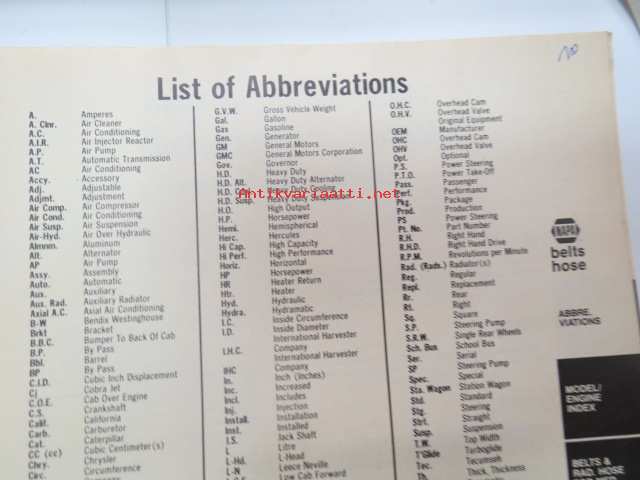 List of Abbreviations
A. Amperes
A. Clnr. Air Cleaner
A.C. Air Conditioning
A.I.R. Air Injector Reactor
A.P. Air Pump
A.T. Automatic Transmission
AC Air Conditioning
Accy. Accessory
Adj. Adjustable
Adjmt. Adjustment
Air Comp. Air Compressor
Air Cond. Air Conditioning
Air Susp. Air Suspension
Air-Hyd. Air Over Hydraulic
Almnm. Aluminum
Alt. Alternator
AP Air Pump
Assy. Assembly
Auto. Automatic
Aux. Auxiliary
Aux. Rad. Auxiliary Radiator
Axial A.C. Axial Air Conditioning
B-W Bendix Westinghouse
Brkt Bracket
B.B.C. Bumper To Back Of Cab
B.P. By Pass
Bbl. Barrel
BP By Pass
C.I.D. Cubic Inch Displacement
Cj Cobra Jet
C.O.E. Cab Over Engine
C.S. Crankshaft
Calif. California
Carb. Carburetor
Cat. Caterpillar
CC (cc) Cubic Centimeter(s)
Chry. Chrysler
Circ. Circumference
G.V.W. Gross Vehicle Weight
Gal. Gallon
Gas Gasoline
Gen. Generator
GM General Motors
GMC General Motors Corporation
Gov. Governor
H.D. Heavy Duty
H.D. Alt. Heavy Duty Alternator
H.D. Heavy Duty Cooling
H.D. Susp. Heavy Duty Suspension
H.O. High Output
H.P. Horsepower
Hemi. Hemispherical
Herc. Hercules
Hi Cap. High Capacity
Hi Perf. High Performance
Horiz. Horizontal
HP Horsepower
HR Heater Return
Htr. Heater
Hyd. Hydraulic
Hydra. Hydramatic
I.C. Inside Circumference
I.D. Inside Diameter
International Harvester
I.H.C. Company
International Harvester
IHC Company
In. Inch (Inches)
Inc. Increased
Incl. Includes
Inj. Injection
Install. Installation
Inst. Installed
J.S. Jack Shaft
L Litre
L-Hd. L-Head
L-N Leece Neville
Low Cab Forward
O.H.C. Overhead Cam
O.H.V. Overhead Valve
Original Equipment
OEM Manufacturer
OHC Overhead Cam
OHV Overhead Valve
Opt. Optional
P.S. Power Steering
P.T.O. Power Take-Off
Pass. Passenger
Perf. Performance
Pkg. Package
Prod. Production
PS Power Steering
Pt. No. Part Number
R.H. Right Hand
R.H.D. Right Hand Drive
R.P.M. Revolutions per Minute
Rad. (Rads.) Radiator(s)
Reg. Regular
Repl. Replacement
Rr. Rear
Rt. Right
Sq. Square
S.P. Steering Pump
S.R.W. Single Rear Wheels
Sch. Bus School Bus
Ser. Serial
SP Steering Pump
Spec. Special
Sta. Wagon Station Wagon
Std. Standard
Stg. Steering
Strt. Straight
Susp. Suspension
T.W. Top Width
T'Glide Turboglide
Tec. Tecumseh
Th. Thick, Thickness
NAPA
belts
hose
ABBRE-
VIATIONS
MODEL/
ENGINE
INDEX
BELTS &
RAD. HOSE
Antikvariaatti.net